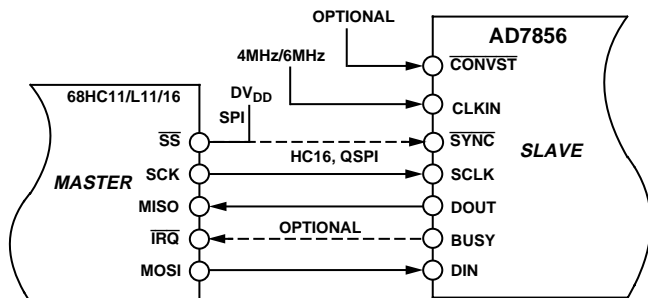 OPTIONAL
AD7856
4MHz/6MHz
CONVST
68HC11/L11/16
DVDD
SPI
CLKIN
SS
SYNC
HC16, QSPI
SLAVE
MASTER
SCK
SCLK
MISO
DOUT
OPTIONAL
IRQ
BUSY
MOSI
DIN